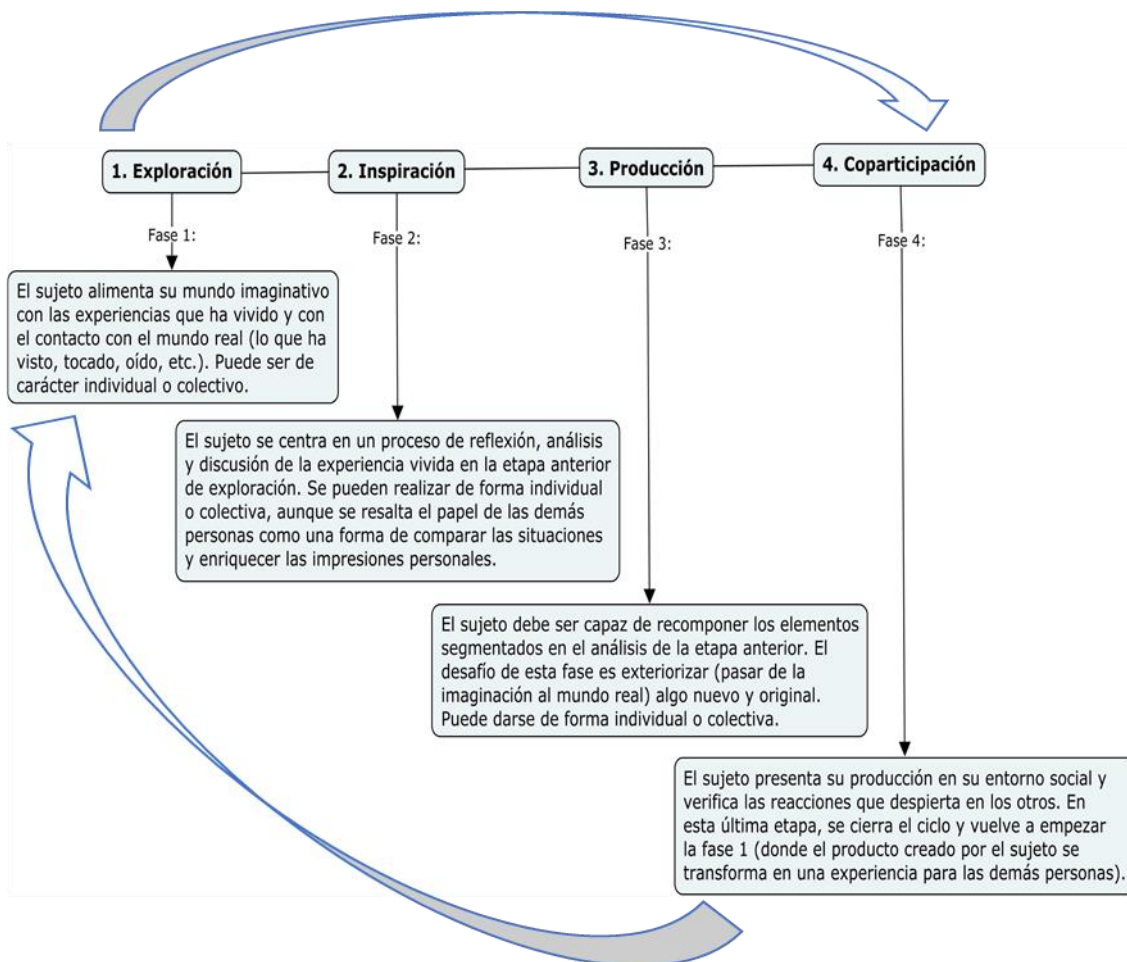 1. Exploración
2. Inspiración
3. Producción
4. Coparticipación
Fase 1:
Fase 2:
Fase 3:
Fase 4:
El sujeto alimenta su mundo imaginativo
con las experiencias que ha vivido y con
el contacto con el mundo real (lo que ha
visto, tocado, oído, etc.). Puede ser de
carácter individual o colectivo.
El sujeto se centra en un proceso de reflexión, análisis
y discusión de la experiencia vivida en la etapa anterior
de exploración. Se pueden realizar de forma individual
o colectiva, aunque se resalta el papel de las demás
personas como una forma de comparar las situaciones
y enriquecer las impresiones personales.
El sujeto debe ser capaz de recomponer los elementos
segmentados en el análisis de la etapa anterior. El
desafío de esta fase es exteriorizar (pasar de la
imaginación al mundo real) algo nuevo y original.
Puede darse de forma individual o colectiva.
El sujeto presenta su producción en su entorno social y
verifica las reacciones que despierta en los otros. En
esta última etapa, se cierra el ciclo y vuelve a empezar
la fase 1 (donde el producto creado por el sujeto se
transforma en una experiencia para las demás personas).